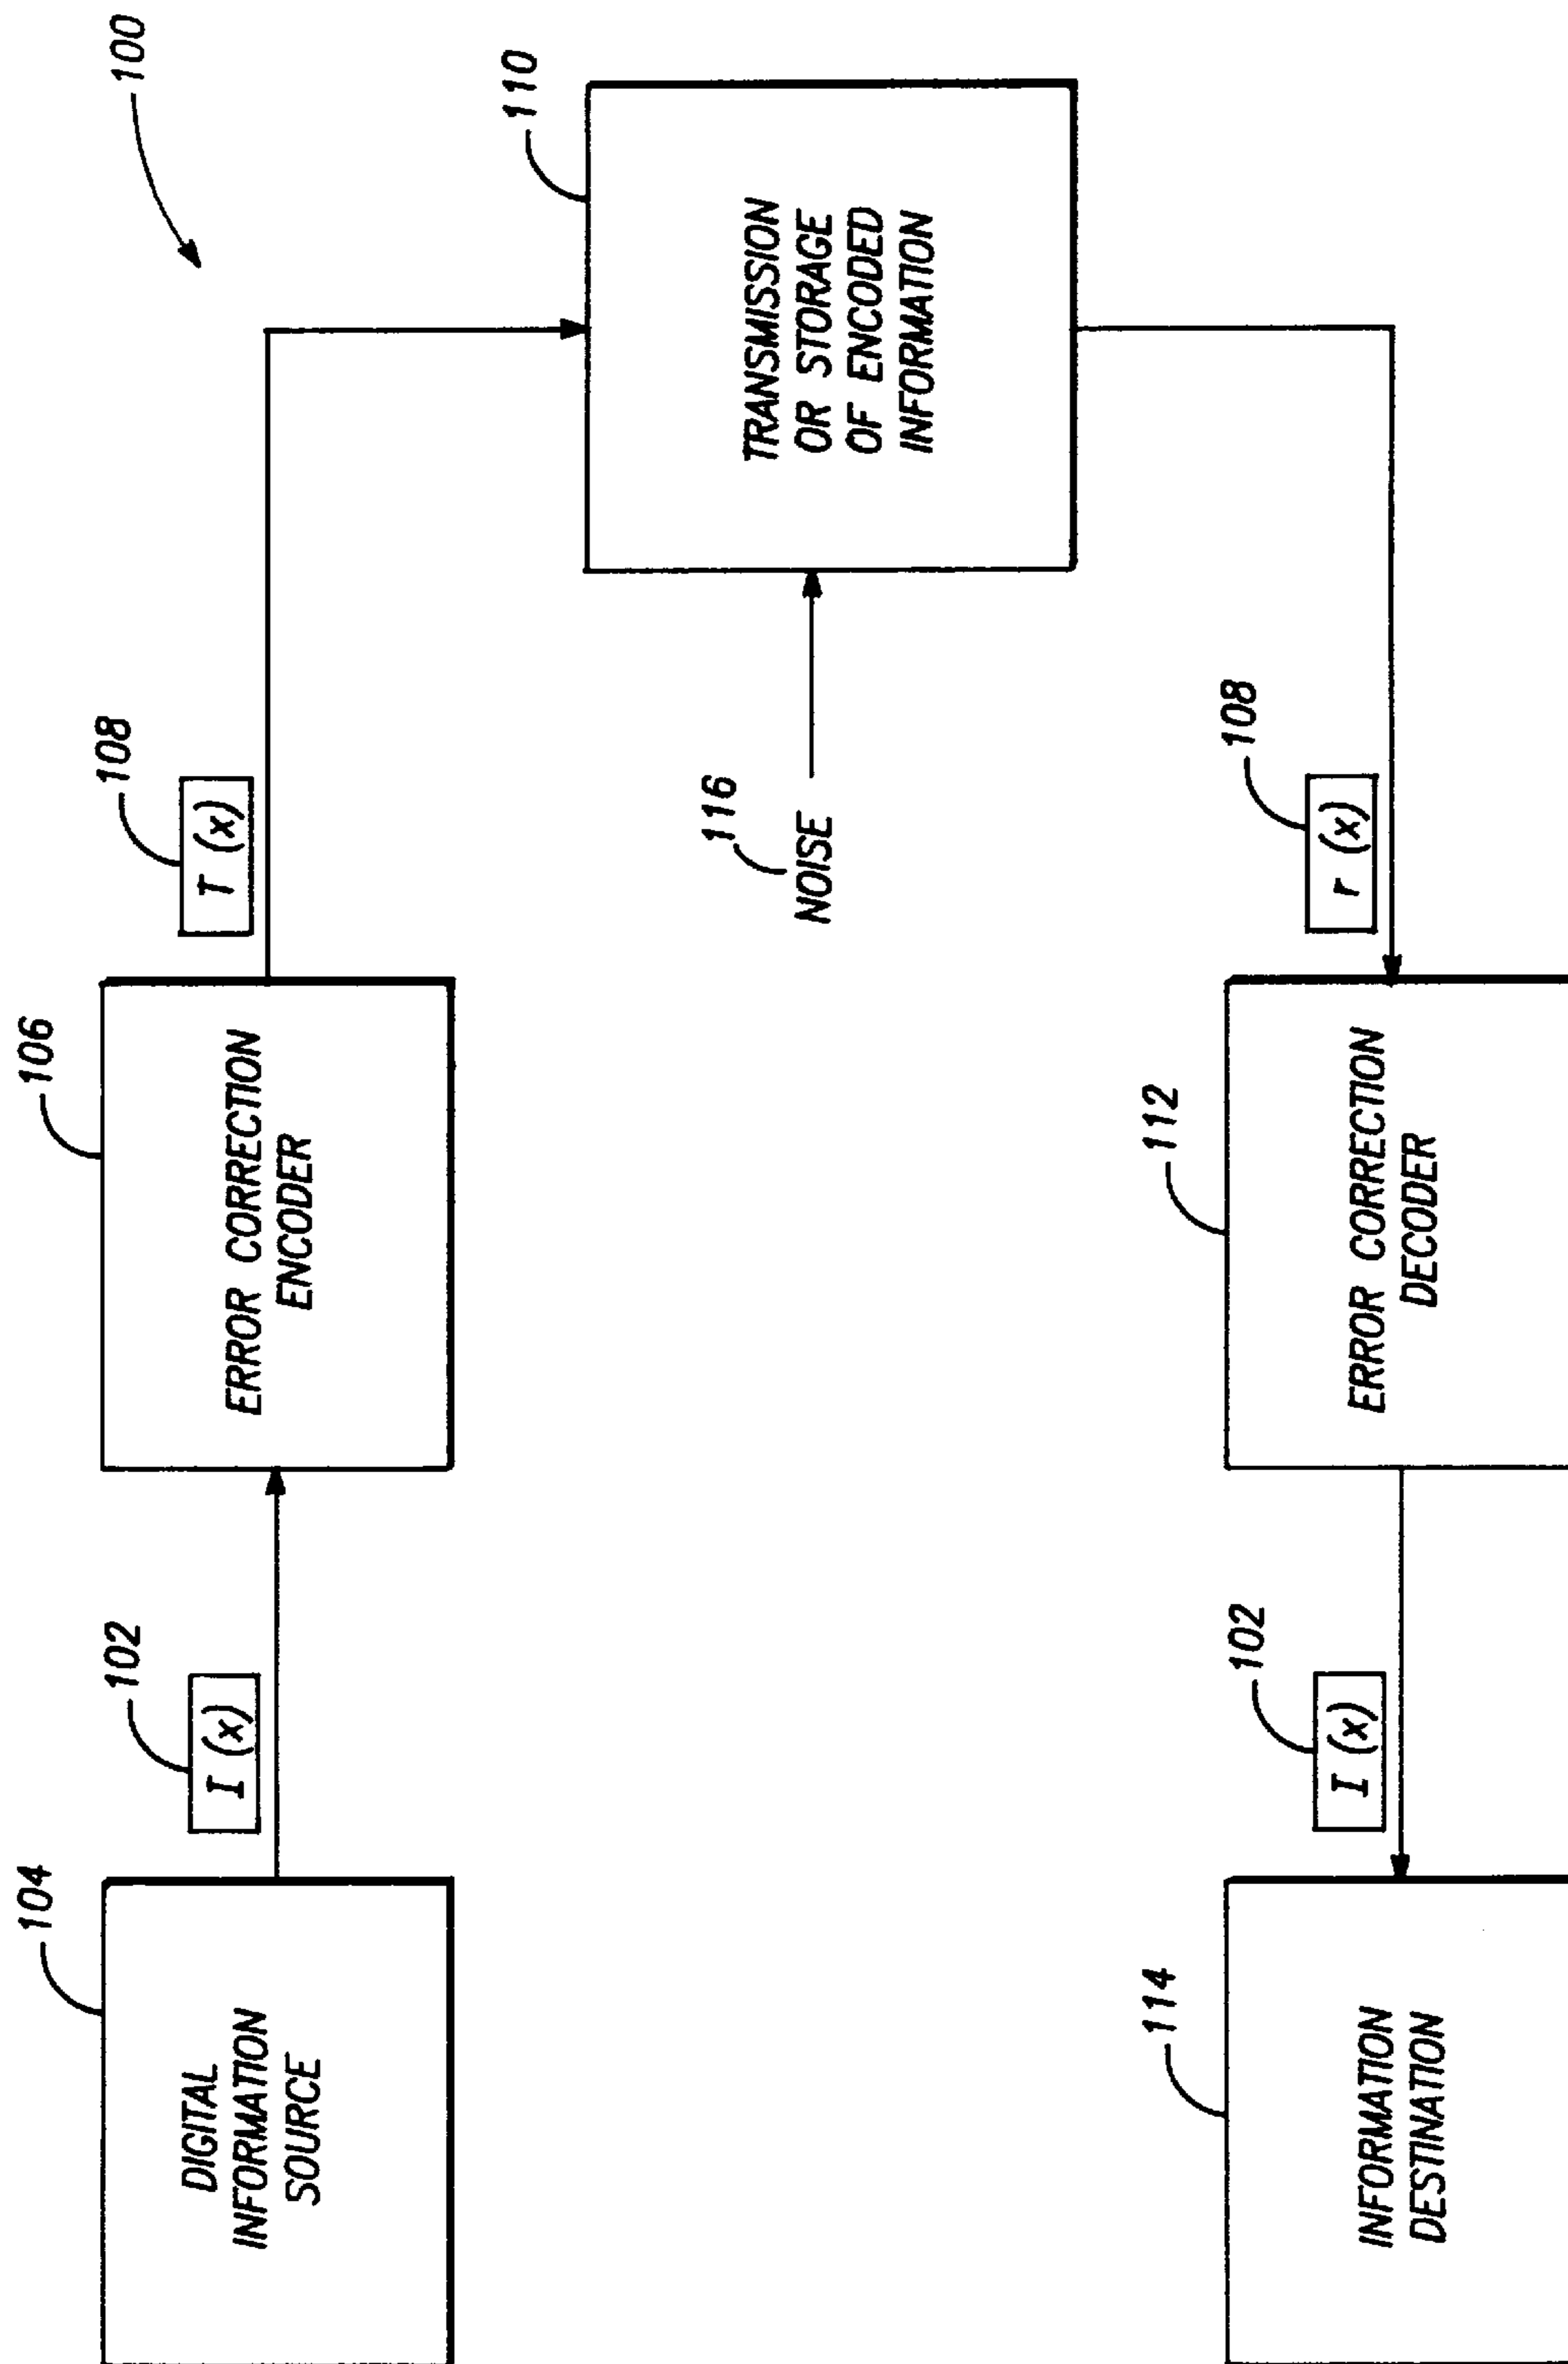 100
104
DIGITAL
INFORMATION
SOURCE
102
I (x)
106
ERROR CORRECTION
ENCODER
108
T (x)
110
TRANSMISSION
OR STORAGE
OF ENCODED
INFORMATION
116
NOISE
114
INFORMATION
DESTINATION
102
I (x)
112
ERROR CORRECTION
DECODER
108
r (x)